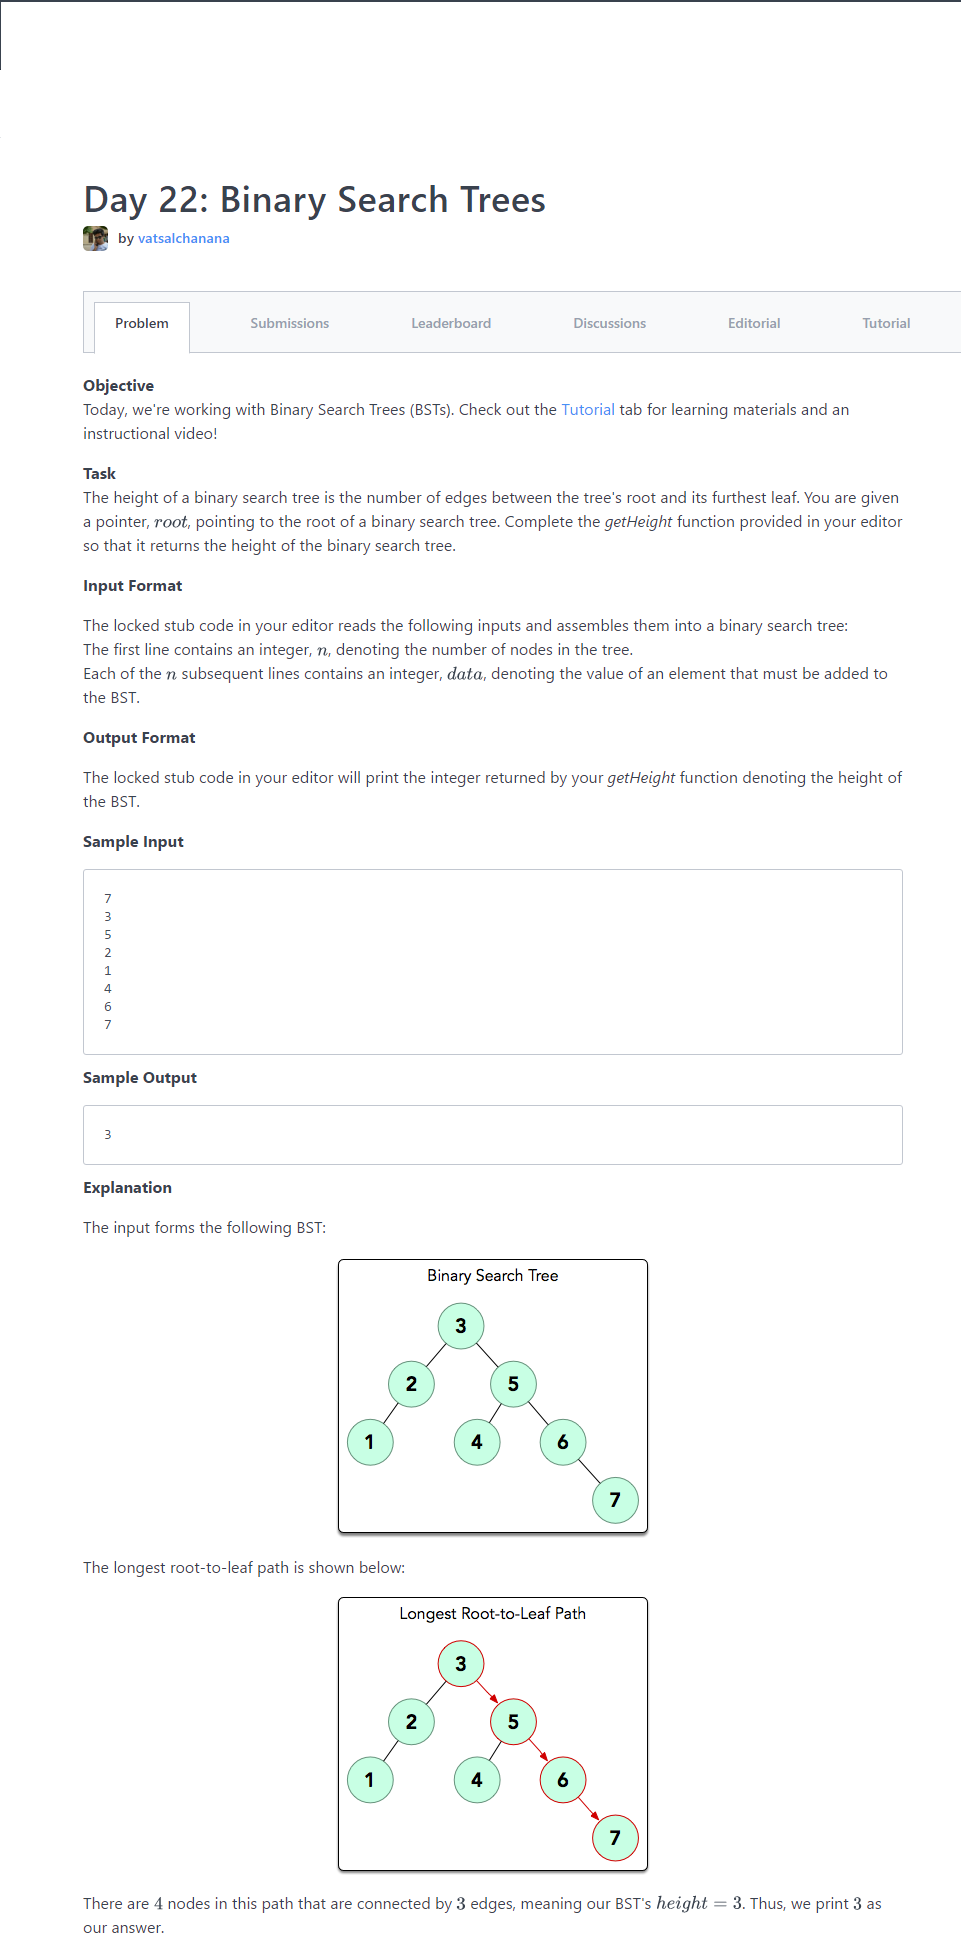 Day 22: Binary Search Trees
by vatsalchanana
Problem Submissions Leaderboard Discussions Editorial Tutorial
Objective
Today, we're working with Binary Search Trees (BSTs). Check out the Tutorial tab for learning materials and an
instructional video!
Task
The height of a binary search tree is the number of edges between the tree's root and its furthest leaf. You are given
a pointer, root, pointing to the root of a binary search tree. Complete the getHeight function provided in your editor
so that it returns the height of the binary search tree.
Input Format
The locked stub code in your editor reads the following inputs and assembles them into a binary search tree:
The first line contains an integer, n, denoting the number of nodes in the tree.
Each of the n subsequent lines contains an integer, data, denoting the value of an element that must be added to
the BST.
Output Format
The locked stub code in your editor will print the integer returned by your getHeight function denoting the height of
the BST.
Sample Input
7
3
5
2
1
4
6
7
Sample Output
3
Explanation
The input forms the following BST:
Binary Search Tree
3
2 5
1 4 6
7
The longest root-to-leaf path is shown below:
Longest Root-to-Leaf Path
3
2 5
1 4 6
7
There are 4 nodes in this path that are connected by 3 edges, meaning our BST's height = 3. Thus, we print 3 as
our answer.